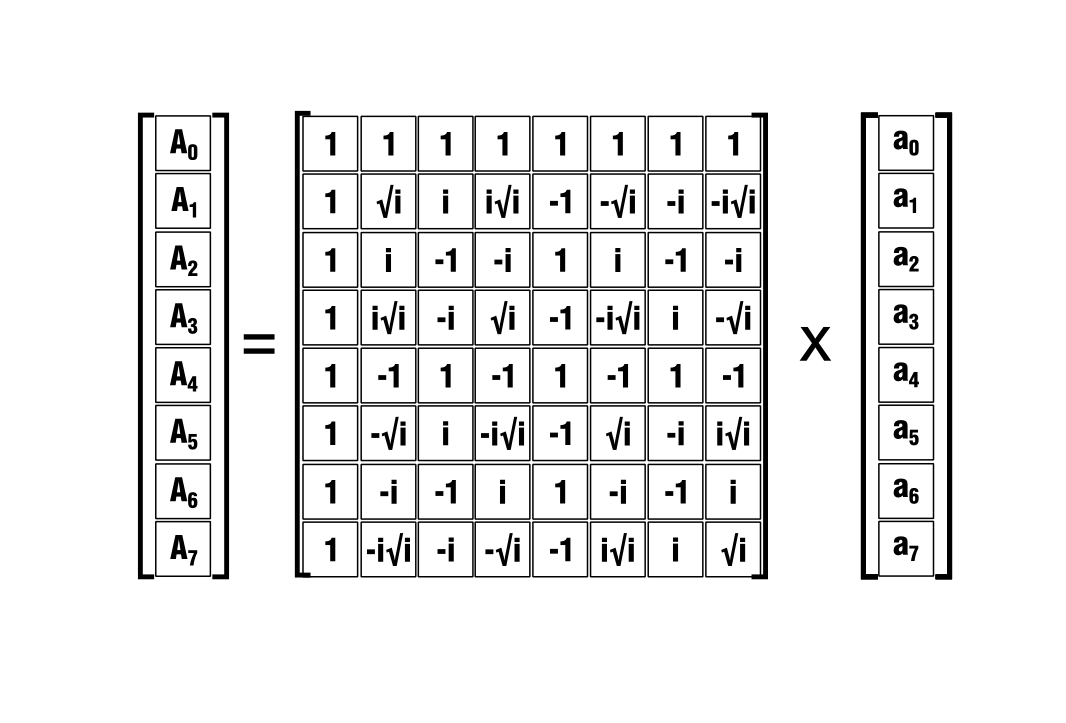 A₀ 1 1 1 1 1 1 1 1 a₀
A₁ 1 √i i i√i -1 -√i -i -i√i a₁
A₂ 1 i -1 -i 1 i -1 -i a₂
A₃ 1 i√i -i √i -1 -i√i i -√i a₃
= x
A₄ 1 -1 1 -1 1 -1 1 -1 a₄
A₅ 1 -√i i -i√i -1 √i -i i√i a₅
A₆ 1 -i -1 i 1 -i -1 i a₆
A₇ 1 -i√i -i -√i -1 i√i i √i a₇